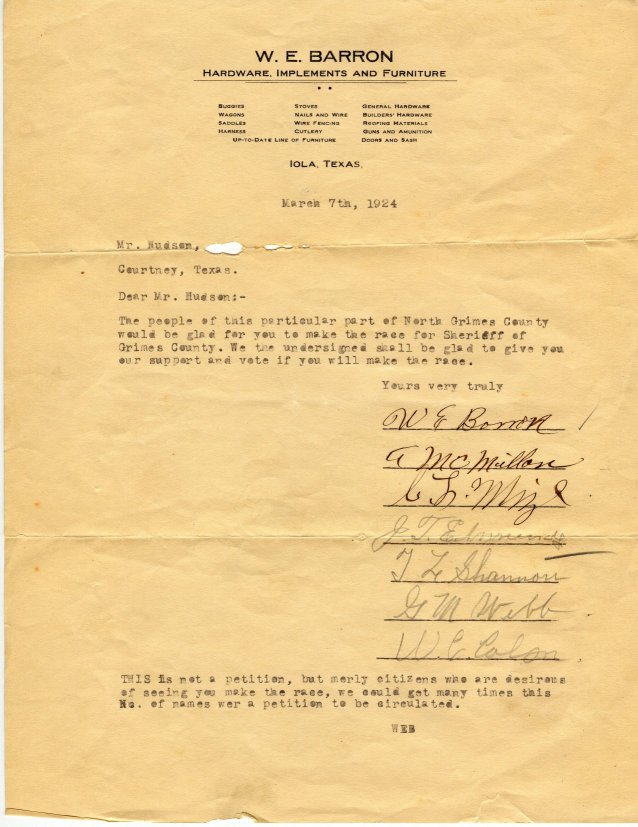 W. E. BARRON
HARDWARE, IMPLEMENTS AND FURNITURE
BUGGIES STOVES GENERAL HARDWARE
WAGONS NAILS AND WIRE BUILDERS' HARDWARE
SADDLES WIRE FENCING ROOFING MATERIALS
HARNESS CUTLERY GUNS AND AMUNITION
UP-TO-DATE LINE OF FURNITURE DOORS AND SASH
IOLA, TEXAS,
March 7th, 1924
Mr. Hudson,
Courtney, Texas.
Dear Mr. Hudson:-
The people of this particular part of North Grimes County
would be glad for you to make the race for Sheridff of
Grimes County. We the undersigned shall be glad to give you
our support and vote if you will make the race.
Yours very truly
W E Barron
McMillan
Mize
J. T. Edmunds
T L Shannon
G M Webb
W. C. Colon
THIS is not a petition, but merly citizens who are desirous
of seeing you make the race, we could get many times this
No. of names wer a petition to be circulated.
WEB